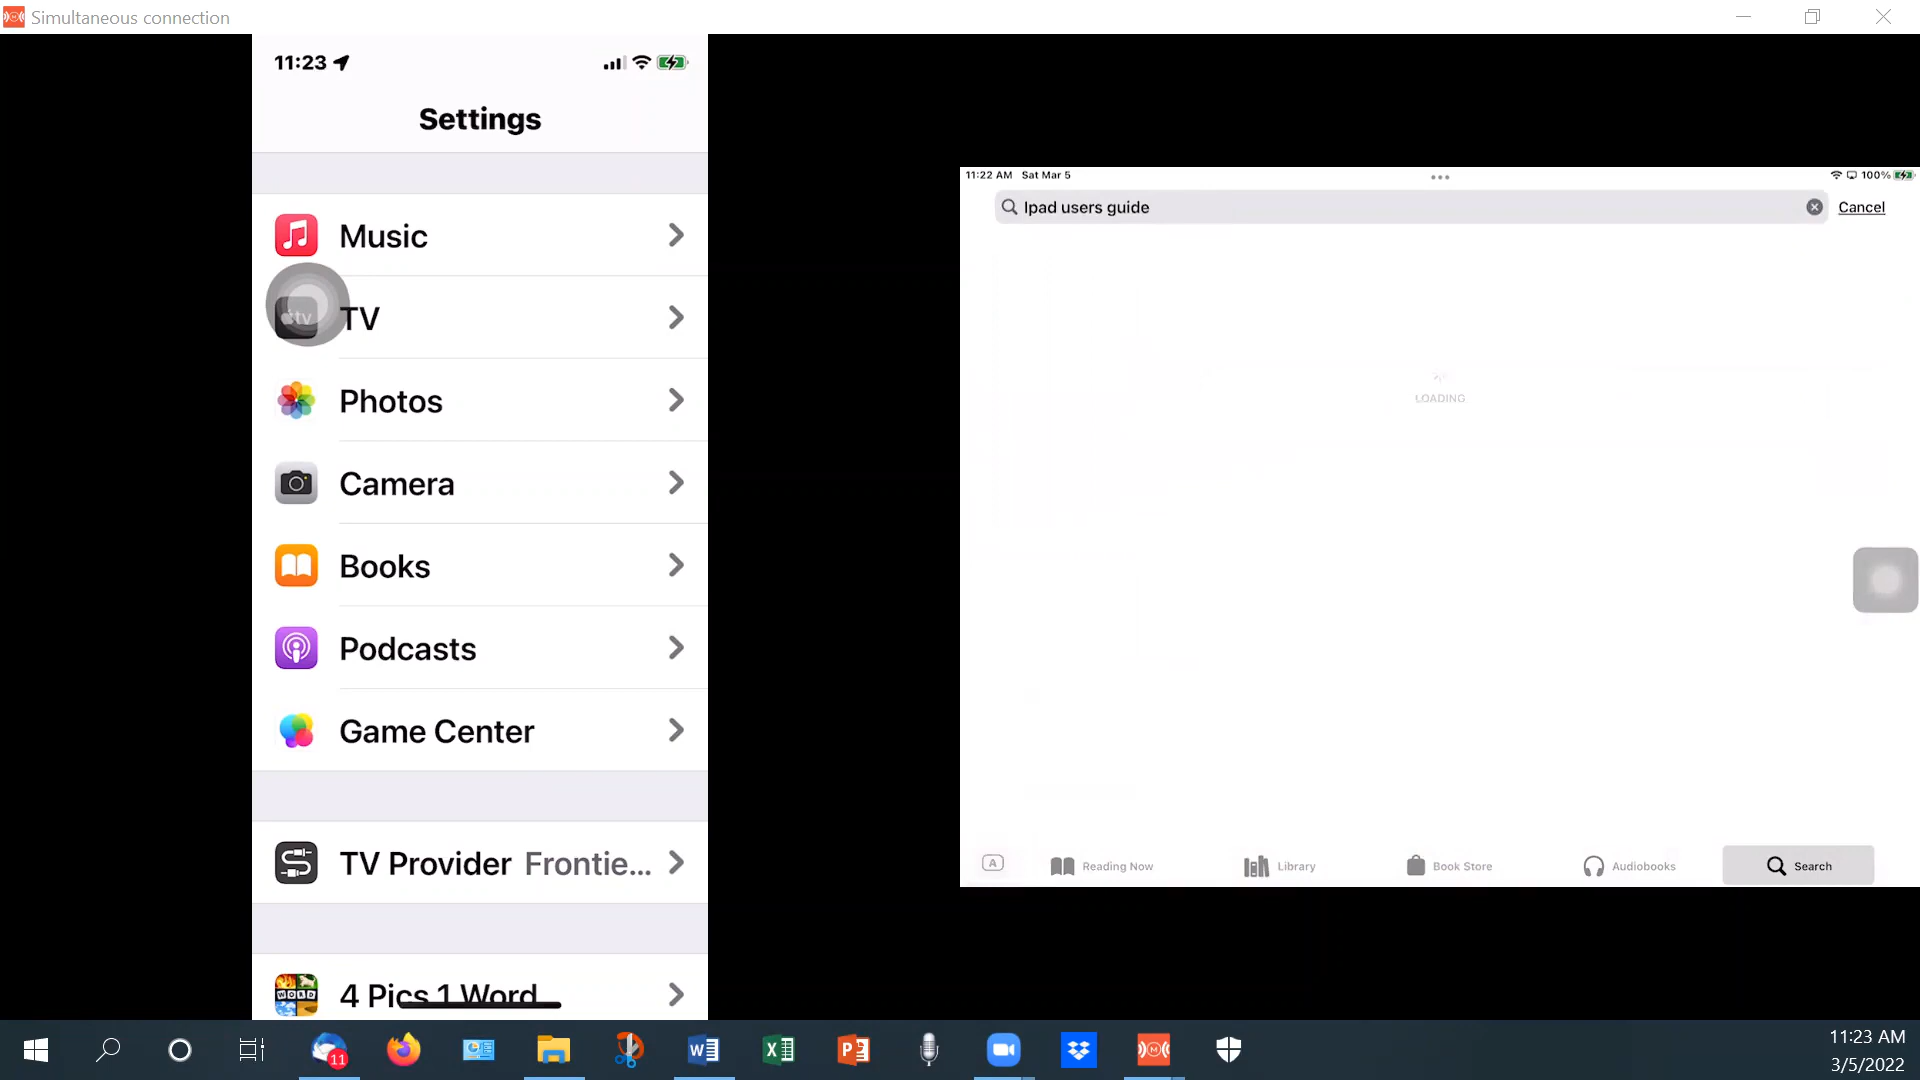 Simultaneous connection
11:23
Settings
Music
tv TV
Photos
Camera
Books
Podcasts
Game Center
TV Provider Frontie...
WORD 4 Pics 1 Word
11:22 AM Sat Mar 5
100%
Ipad users guide
Cancel
LOADING
A
Reading Now
Library
Book Store
Audiobooks
Search
11
W
X
P
M
11:23 AM
3/5/2022